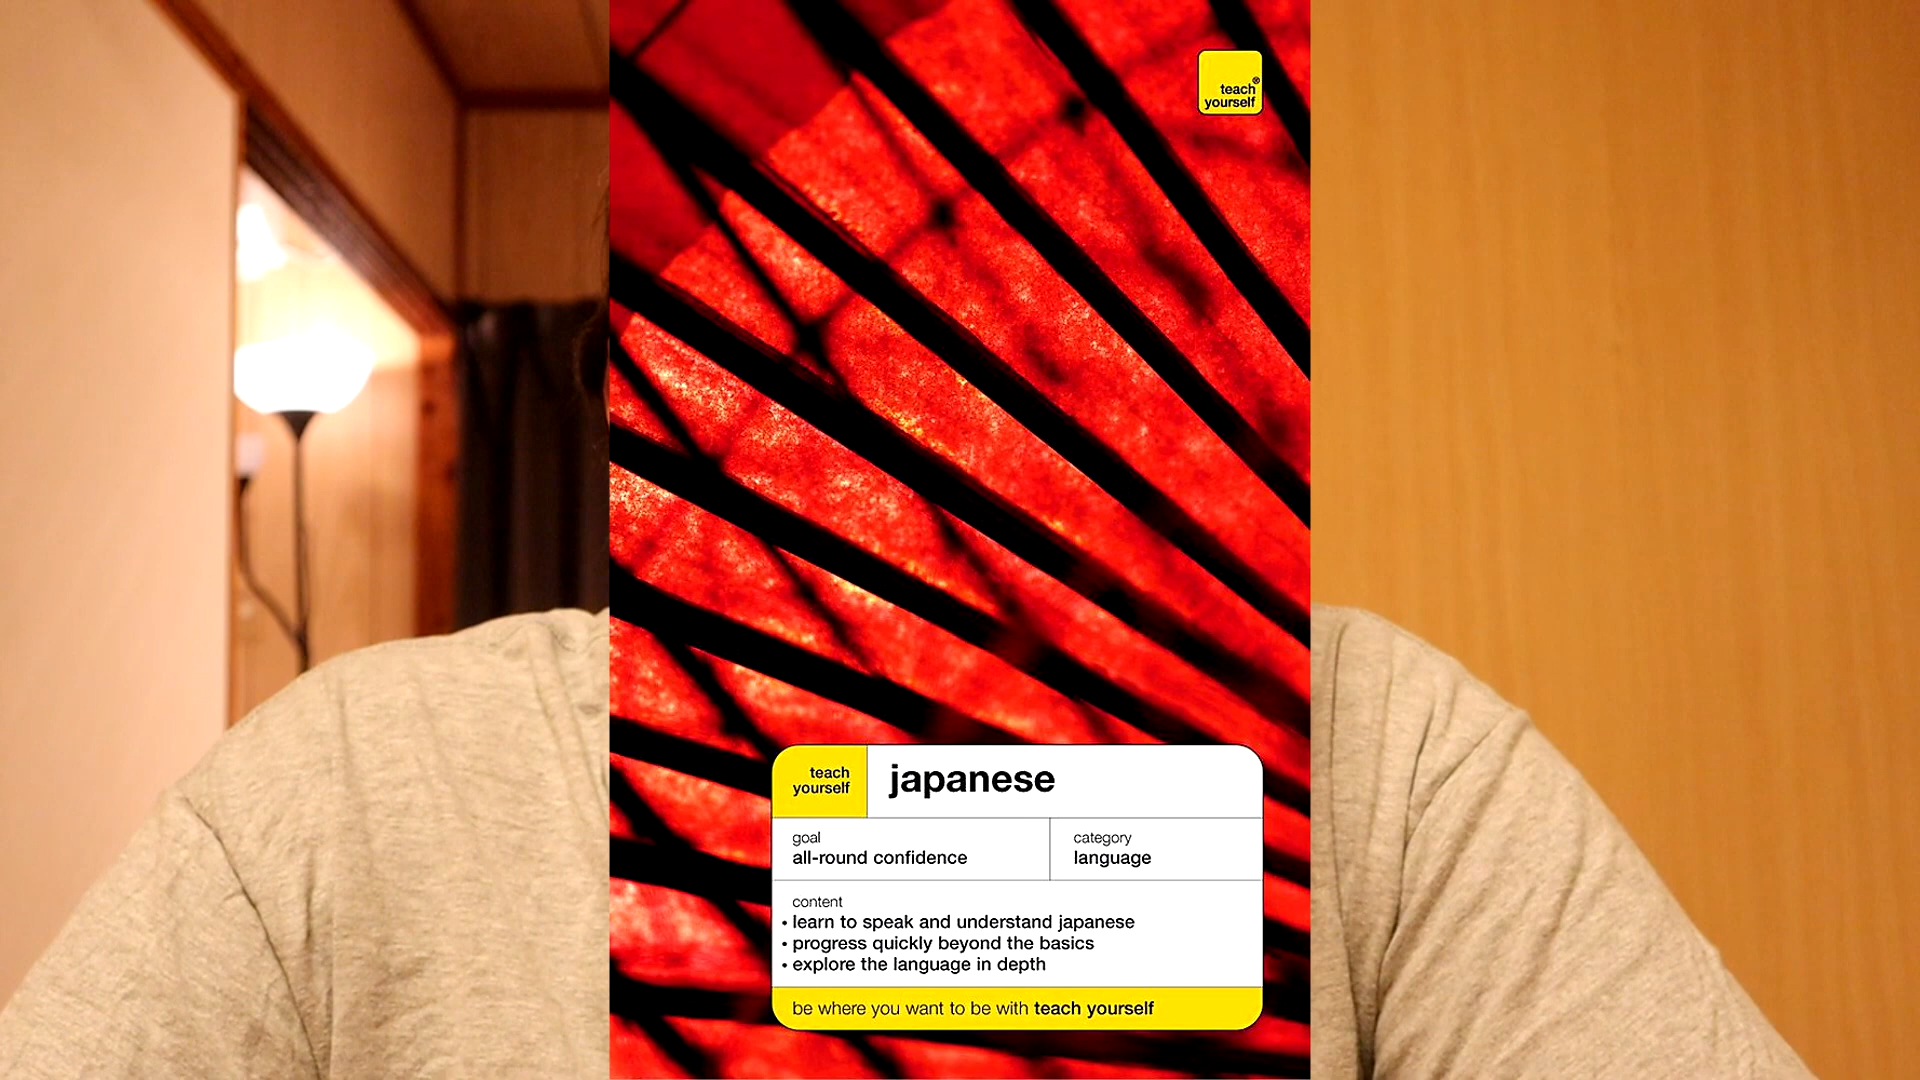 teach®
yourself
teach
yourself
japanese
goal
all-round confidence
category
language
content
• learn to speak and understand japanese
• progress quickly beyond the basics
• explore the language in depth
be where you want to be with teach yourself